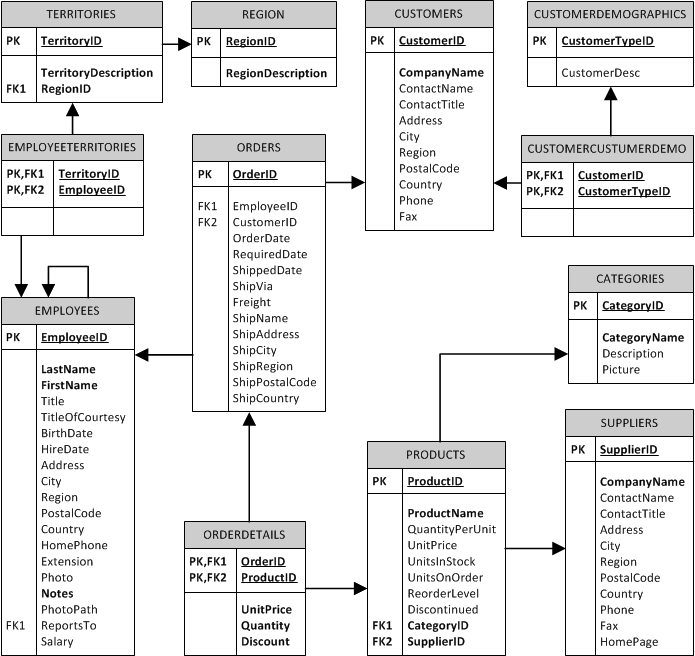 TERRITORIES
PK TerritoryID
TerritoryDescription
FK1 RegionID
REGION
PK RegionID
RegionDescription
CUSTOMERS
PK CustomerID
CompanyName
ContactName
ContactTitle
Address
City
Region
PostalCode
Country
Phone
Fax
CUSTOMERDEMOGRAPHICS
PK CustomerTypeID
CustomerDesc
EMPLOYEETERRITORIES
PK,FK1 TerritoryID
PK,FK2 EmployeeID
ORDERS
PK OrderID
FK1 EmployeeID
FK2 CustomerID
OrderDate
RequiredDate
ShippedDate
ShipVia
Freight
ShipName
ShipAddress
ShipCity
ShipRegion
ShipPostalCode
ShipCountry
CUSTOMERCUSTUMERDEMO
PK,FK1 CustomerID
PK,FK2 CustomerTypeID
EMPLOYEES
PK EmployeeID
LastName
FirstName
Title
TitleOfCourtesy
BirthDate
HireDate
Address
City
Region
PostalCode
Country
HomePhone
Extension
Photo
Notes
PhotoPath
FK1 ReportsTo
Salary
CATEGORIES
PK CategoryID
CategoryName
Description
Picture
ORDERDETAILS
PK,FK1 OrderID
PK,FK2 ProductID
UnitPrice
Quantity
Discount
PRODUCTS
PK ProductID
ProductName
QuantityPerUnit
UnitPrice
UnitsInStock
UnitsOnOrder
ReorderLevel
Discontinued
FK1 CategoryID
FK2 SupplierID
SUPPLIERS
PK SupplierID
CompanyName
ContactName
ContactTitle
Address
City
Region
PostalCode
Country
Phone
Fax
HomePage